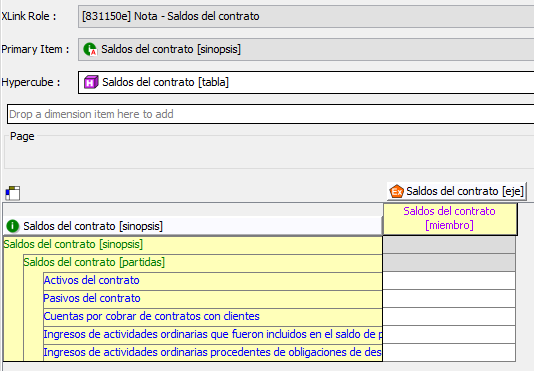 XLink Role : [831150e] Nota - Saldos del contrato
Primary Item : Saldos del contrato [sinopsis]
Hypercube : Saldos del contrato [tabla]
Drop a dimension item here to add
Page
Saldos del contrato [eje]
Saldos del contrato [sinopsis]
Saldos del contrato
[miembro]
Saldos del contrato [sinopsis]
Saldos del contrato [partidas]
Activos del contrato
Pasivos del contrato
Cuentas por cobrar de contratos con clientes
Ingresos de actividades ordinarias que fueron incluidos en el saldo de p
Ingresos de actividades ordinarias procedentes de obligaciones de des